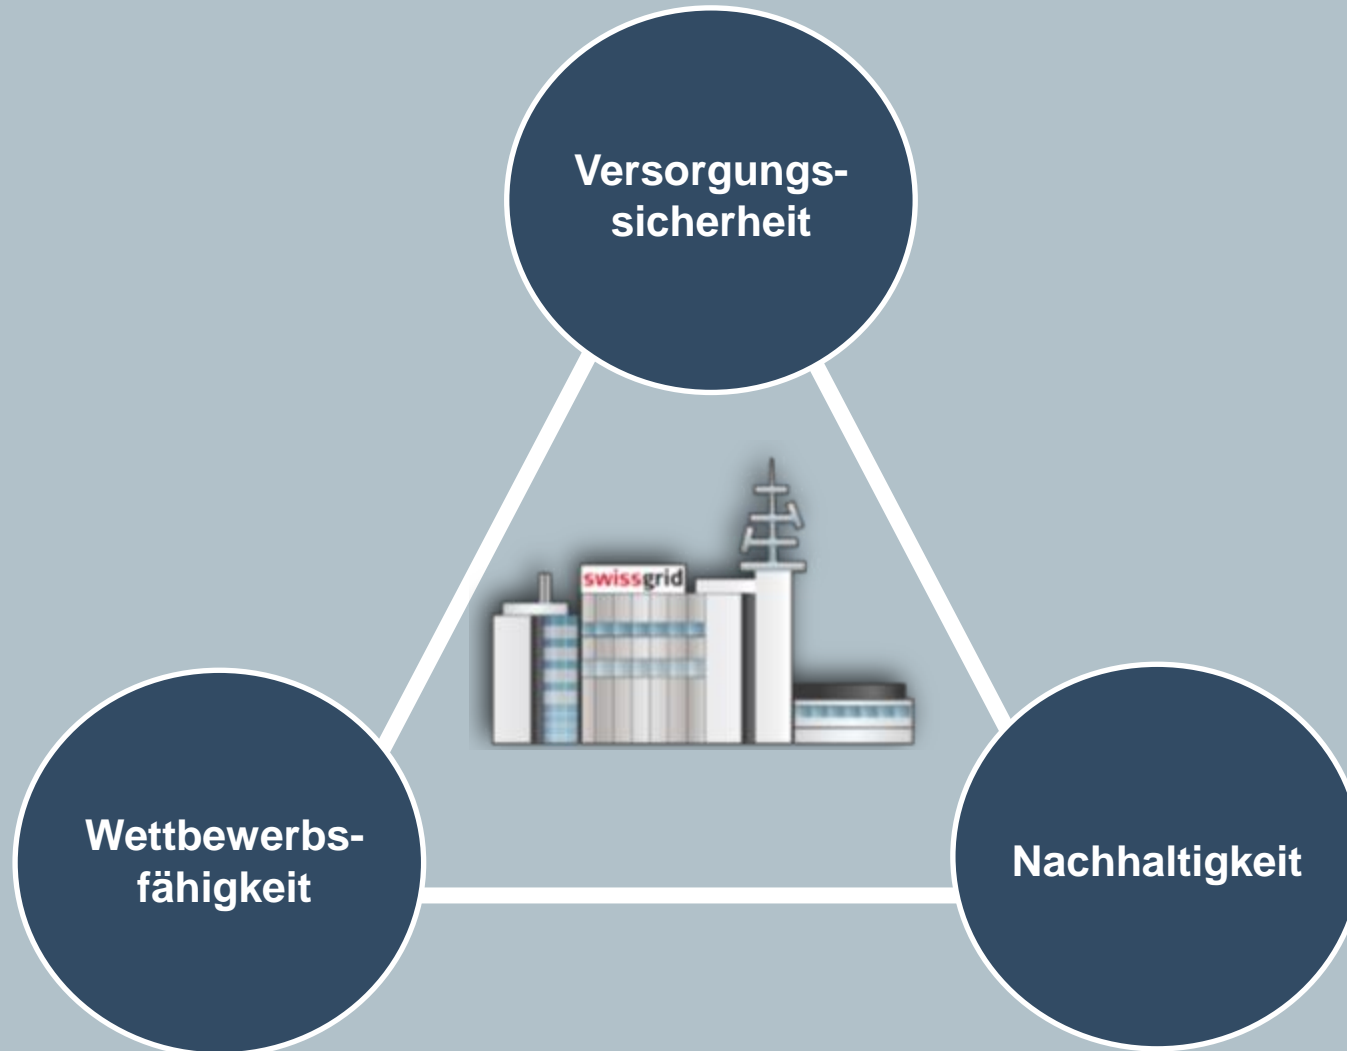 Versorgungs-
sicherheit
swissgrid
Wettbewerbs-
fähigkeit
Nachhaltigkeit